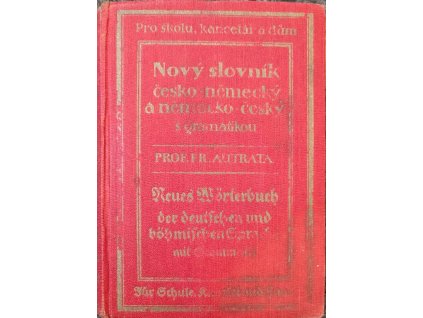 Pro školu, kancelář a dům
Nový slovník
česko-německý
a německo-český
s gramatikou
PROF. FR. AUTRATA
Neues Wörterbuch
der deutschen und
böhmischen
mit
Für Schule,